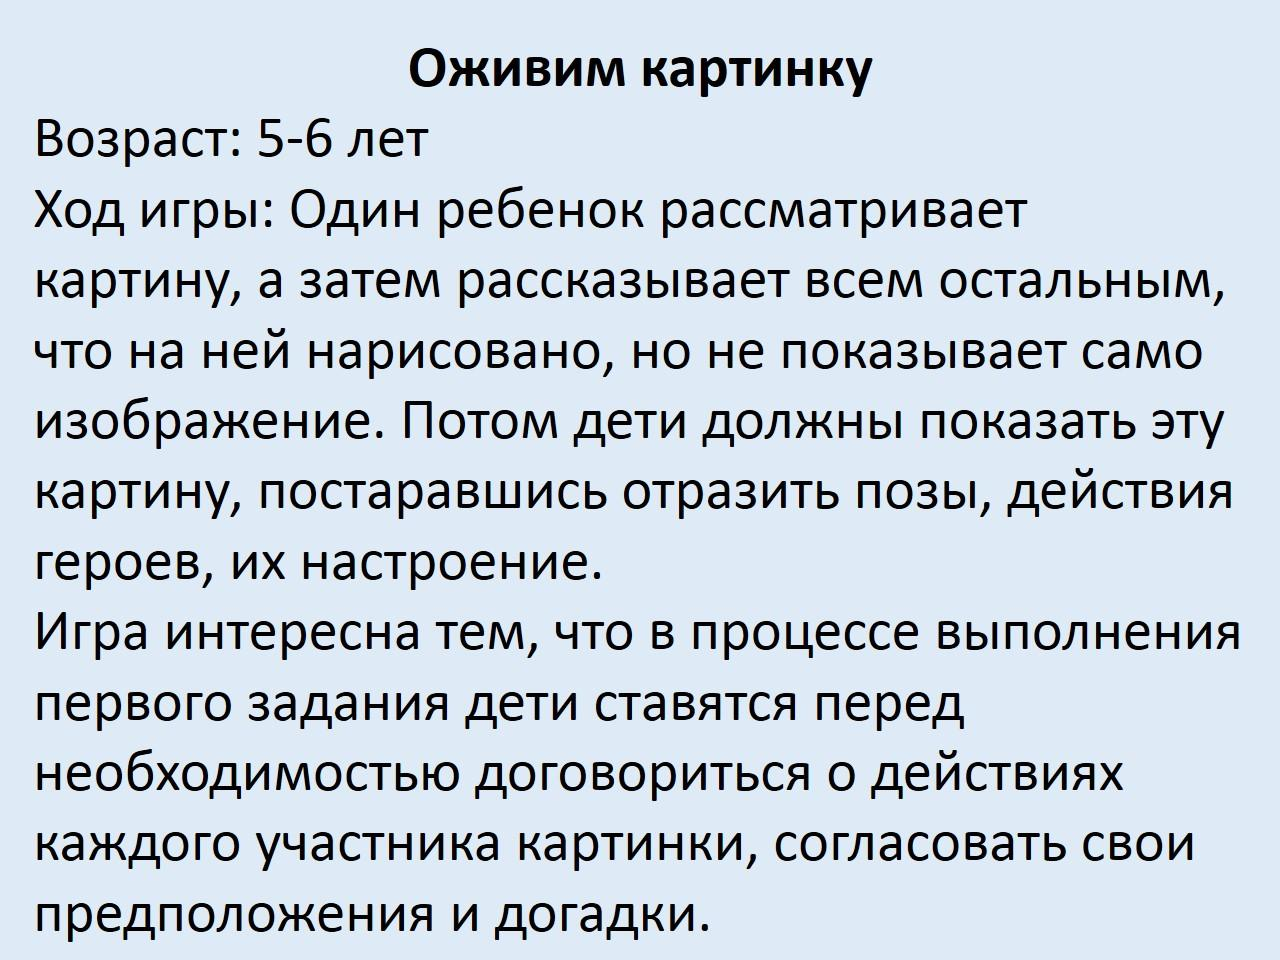 Оживим картинку
Возраст: 5-6 лет
Ход игры: Один ребенок рассматривает
картину, а затем рассказывает всем остальным,
что на ней нарисовано, но не показывает само
изображение. Потом дети должны показать эту
картину, постаравшись отразить позы, действия
героев, их настроение.
Игра интересна тем, что в процессе выполнения
первого задания дети ставятся перед
необходимостью договориться о действиях
каждого участника картинки, согласовать свои
предположения и догадки.